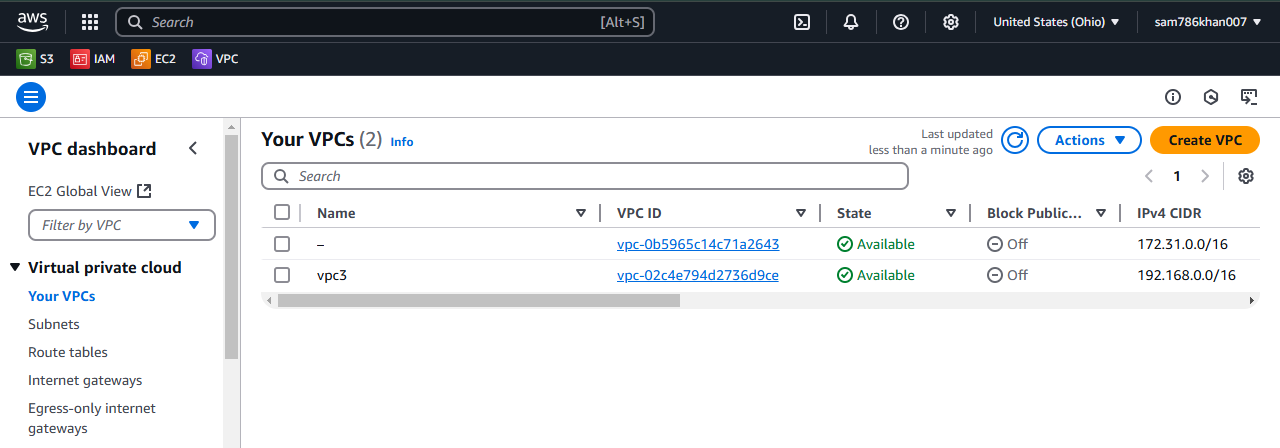 aws Search [Alt+S] United States (Ohio) sam786khan007
S3 IAM EC2 VPC
VPC dashboard
EC2 Global View
Filter by VPC
Virtual private cloud
Your VPCs
Subnets
Route tables
Internet gateways
Egress-only internet
gateways
Your VPCs (2) Info
Last updated
less than a minute ago
Actions
Create VPC
Search
1
Name VPC ID State Block Public... IPv4 CIDR
– vpc-0b5965c14c71a2643 Available Off 172.31.0.0/16
vpc3 vpc-02c4e794d2736d9ce Available Off 192.168.0.0/16